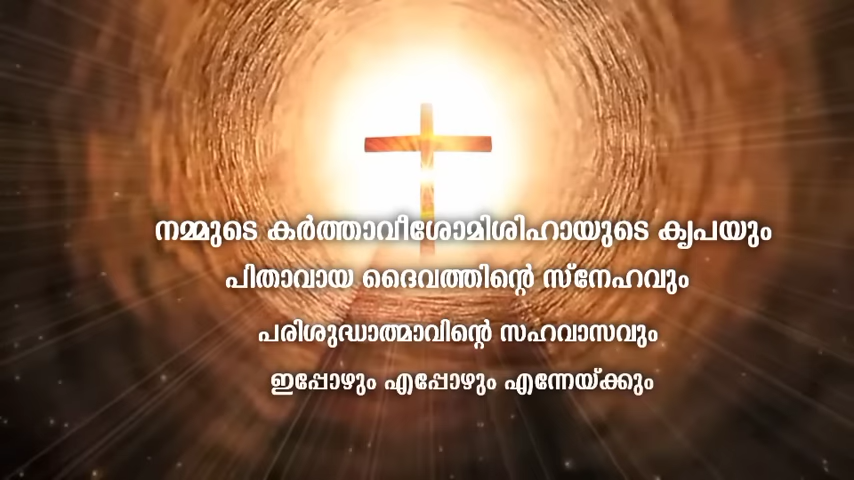 നമ്മുടെ കർത്താവീശോമിശിഹായുടെ കൃപയും
പിതാവായ ദൈവത്തിന്റെ സ്നേഹവും
പരിശുദ്ധാത്മാവിന്റെ സഹവാസവും
ഇപ്പോഴും എപ്പോഴും എന്നേയ്ക്കും